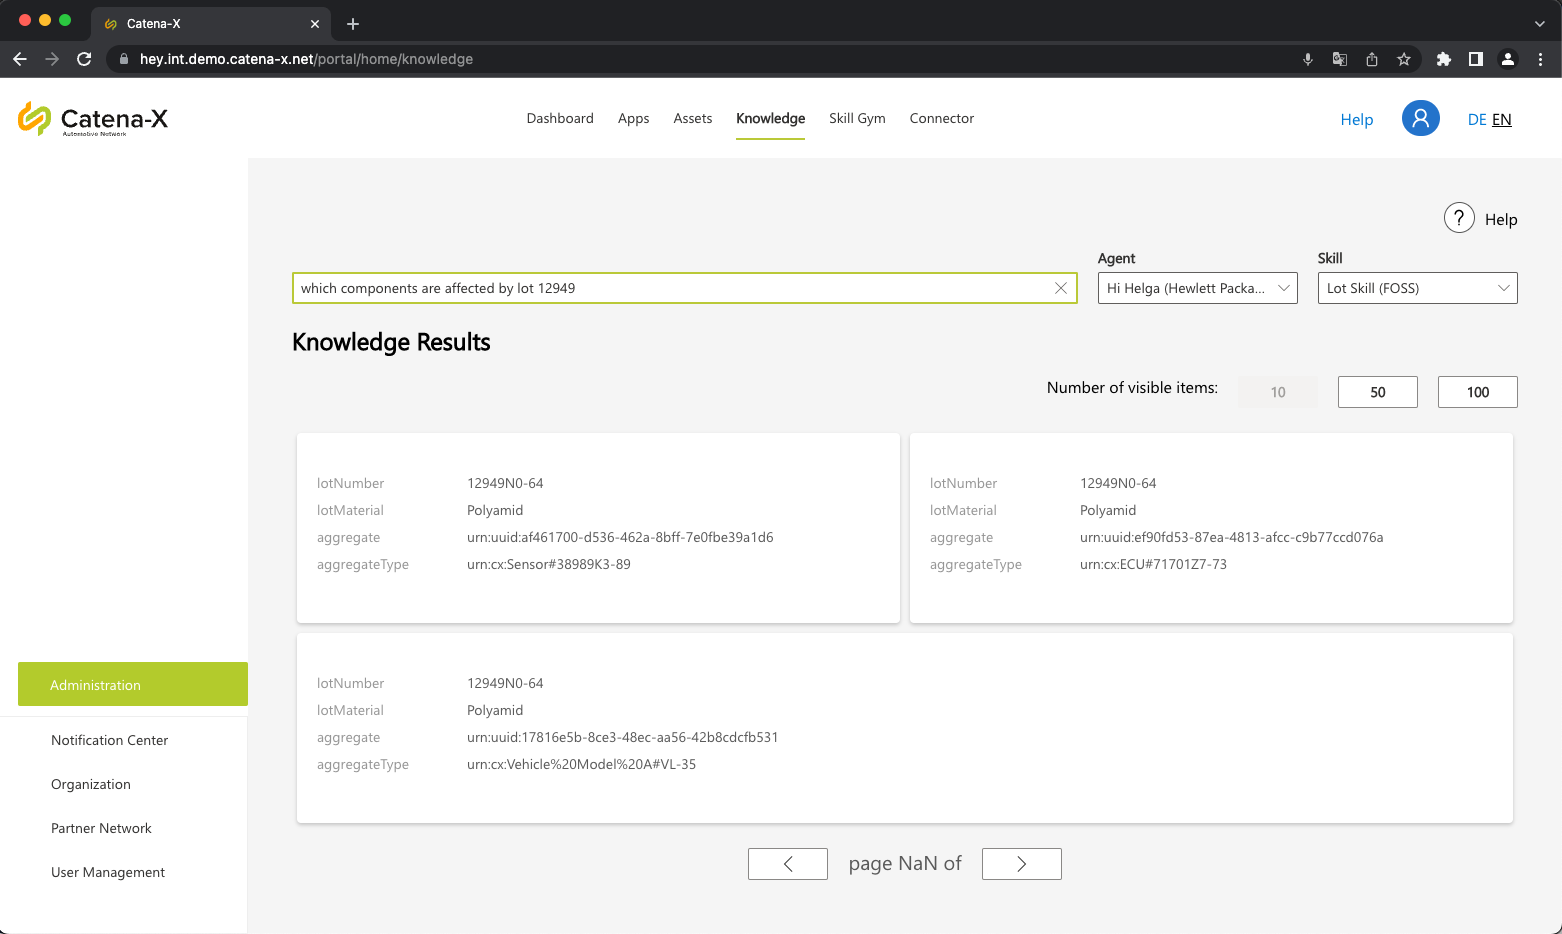 Catena-X
hey.int.demo.catena-x.net/portal/home/knowledge
Catena-X
Automotive Network
Dashboard Apps Assets Knowledge Skill Gym Connector
Help DE EN
? Help
Agent Skill
which components are affected by lot 12949 Hi Helga (Hewlett Packa... Lot Skill (FOSS)
Knowledge Results
Number of visible items: 10 50 100
lotNumber 12949N0-64
lotMaterial Polyamid
aggregate urn:uuid:af461700-d536-462a-8bff-7e0fbe39a1d6
aggregateType urn:cx:Sensor#38989K3-89
lotNumber 12949N0-64
lotMaterial Polyamid
aggregate urn:uuid:ef90fd53-87ea-4813-afcc-c9b77ccd076a
aggregateType urn:cx:ECU#71701Z7-73
lotNumber 12949N0-64
lotMaterial Polyamid
aggregate urn:uuid:17816e5b-8ce3-48ec-aa56-42b8cdcfb531
aggregateType urn:cx:Vehicle%20Model%20A#VL-35
page NaN of
Administration
Notification Center
Organization
Partner Network
User Management